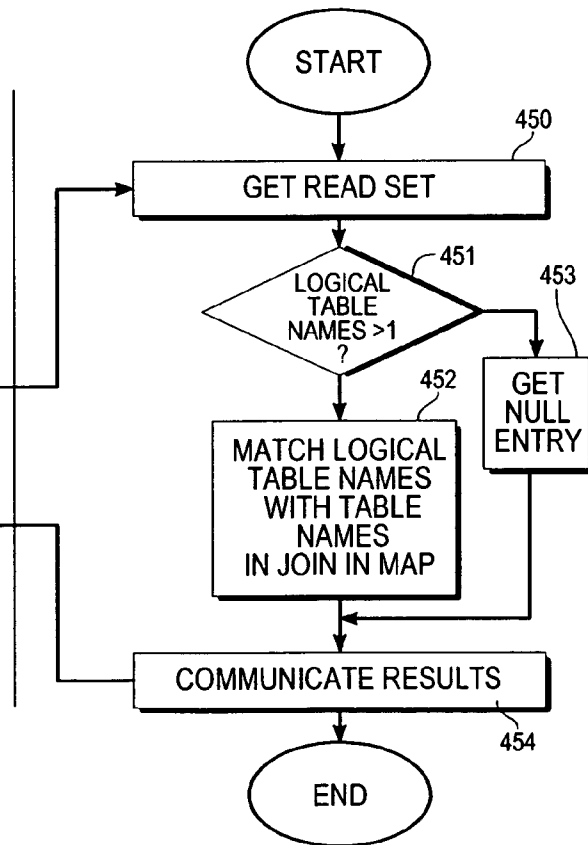 START
450
GET READ SET
451
LOGICAL
TABLE
NAMES >1
?
453
452
GET
NULL
ENTRY
MATCH LOGICAL
TABLE NAMES
WITH TABLE
NAMES
IN JOIN IN MAP
COMMUNICATE RESULTS
454
END